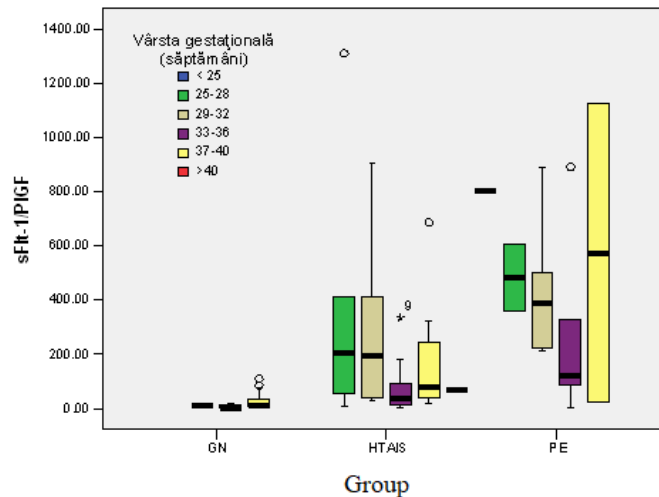 1400.00
1200.00
1000.00
800.00
600.00
400.00
200.00
0.00
sFlt-1/PlGF
Vârsta gestaţională
(săptămâni)
< 25
25-28
29-32
33-36
37-40
>40
9
GN
HTAIS
PE
Group